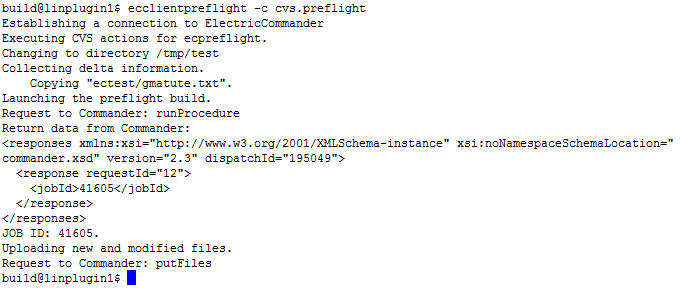 build@linplugin1$ ecclientpreflight -c cvs.preflight
Establishing a connection to ElectricCommander
Executing CVS actions for ecpreflight.
Changing to directory /tmp/test
Collecting delta information.
    Copying "ectest/gmatute.txt".
Launching the preflight build.
Request to Commander: runProcedure
Return data from Commander:
<responses xmlns:xsi="http://www.w3.org/2001/XMLSchema-instance" xsi:noNamespaceSchemaLocation="
commander.xsd" version="2.3" dispatchId="195049">
  <response requestId="12">
    <jobId>41605</jobId>
  </response>
</responses>
JOB ID: 41605.
Uploading new and modified files.
Request to Commander: putFiles
build@linplugin1$